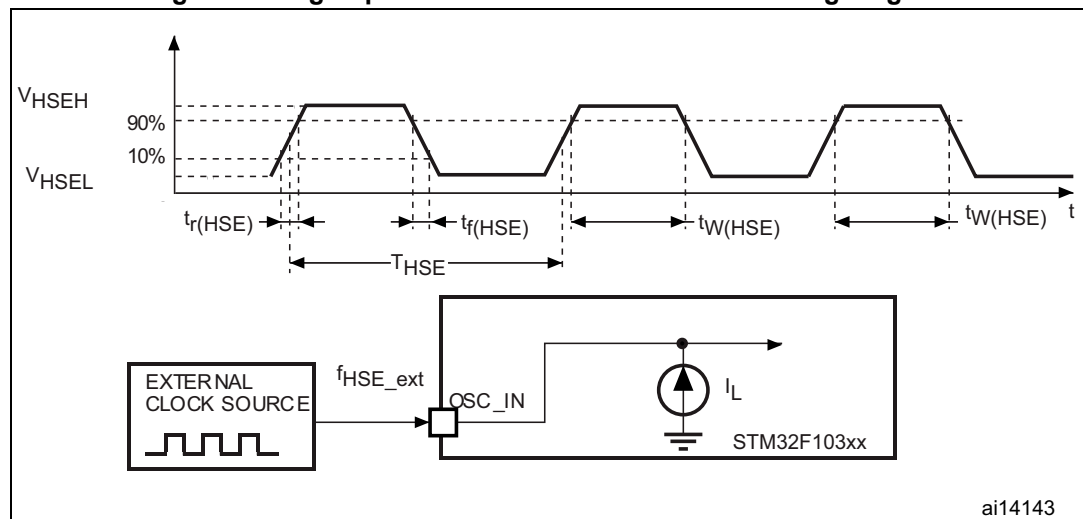 VHSEH
90%
10%
VHSEL
tr(HSE)
tf(HSE)
tW(HSE)
tW(HSE)
t
THSE
EXTERNAL
CLOCK SOURCE
fHSE_ext
OSC_IN
IL
STM32F103xx
ai14143